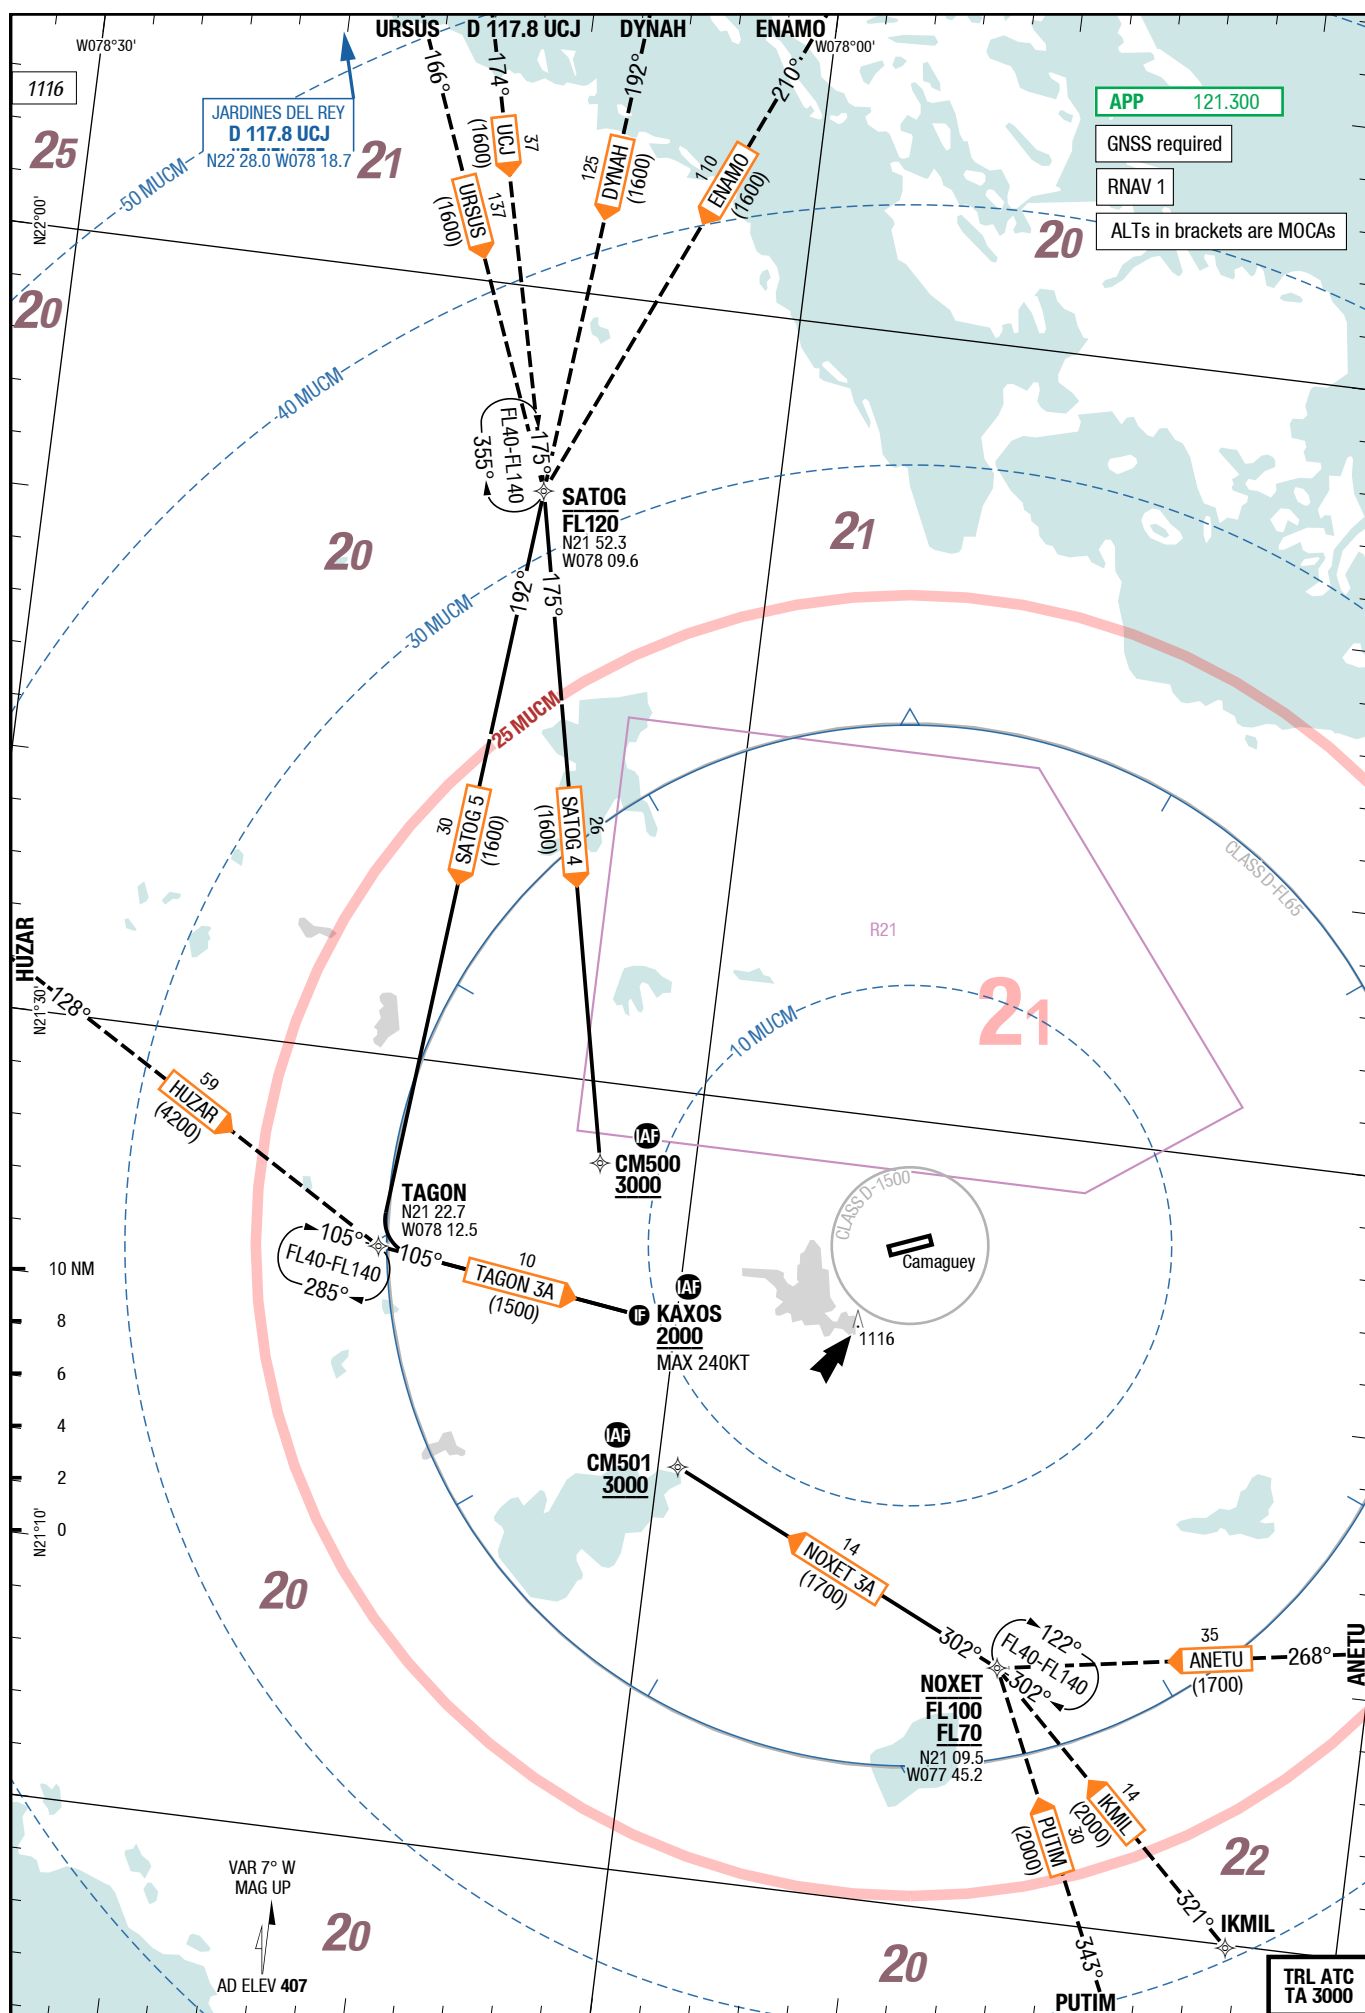 URSUS
D 117.8 UCJ
DYNAH
ENAMO
W078°30'
W078°00'
166°
174°
192°
210°
1116
JARDINES DEL REY
D 117.8 UCJ
N22 28.0 W078 18.7
APP 121.300
GNSS required
RNAV 1
ALTs in brackets are MOCAs
25
21
20
20
50 MUCM
N22°00'
UCJ
37
(1600)
URSUS
137
(1600)
DYNAH
125
(1600)
ENAMO
110
(1600)
40 MUCM
FL40-FL140
175°
355°
SATOG
FL120
N21 52.3
W078 09.6
20
21
30 MUCM
192°
175°
25 MUCM
SATOG 5
30
(1600)
SATOG 4
26
(1600)
CLASS D-FL65
R21
21
HUZAR
N21°30'
128°
10 MUCM
HUZAR
59
(4200)
IAF
CM500
3000
TAGON
N21 22.7
W078 12.5
CLASS D-1500
Camaguey
105°
FL40-FL140
285°
105°
TAGON 3A
10
(1500)
IAF
IF
KAXOS
2000
MAX 240KT
1116
10 NM
8
6
4
2
0
N21°10'
IAF
CM501
3000
20
14
NOXET 3A
(1700)
302°
122°
FL40-FL140
302°
NOXET
FL100
FL70
N21 09.5
W077 45.2
35
ANETU
(1700)
268°
ANETU
14
IKMIL
(2000)
30
PUTIM
(2000)
22
321°
IKMIL
343°
PUTIM
20
20
VAR 7° W
MAG UP
AD ELEV 407
TRL ATC
TA 3000